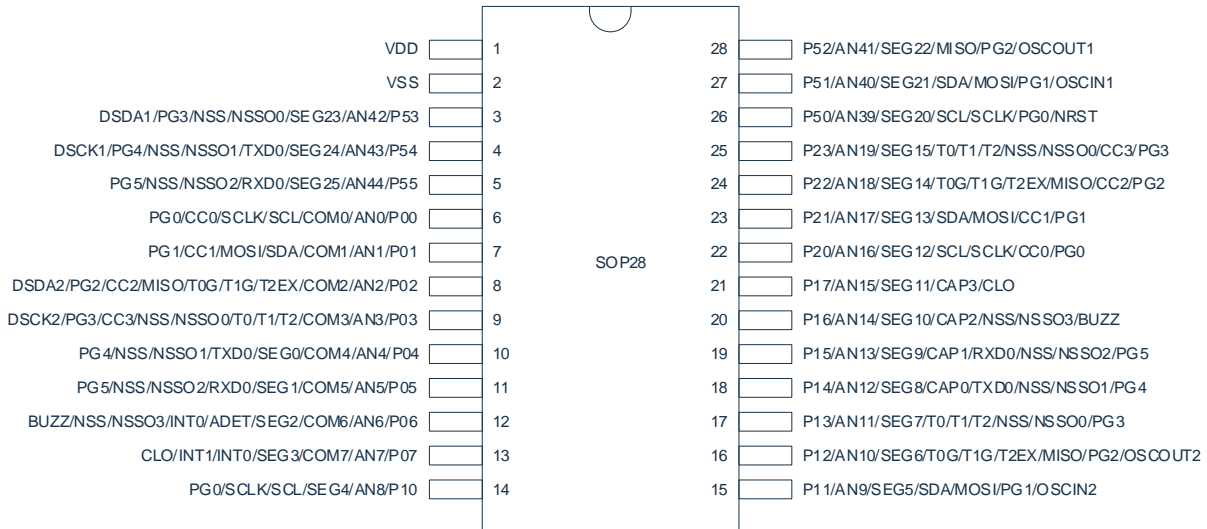 VDD 1 28 P52/AN41/SEG22/MISO/PG2/OSCOUT1
VSS 2 27 P51/AN40/SEG21/SDA/MOSI/PG1/OSCIN1
DSDA1/PG3/NSS/NSSO0/SEG23/AN42/P53 3 26 P50/AN39/SEG20/SCL/SCLK/PG0/NRST
DSCK1/PG4/NSS/NSSO1/TXD0/SEG24/AN43/P54 4 25 P23/AN19/SEG15/T0/T1/T2/NSS/NSSO0/CC3/PG3
PG5/NSS/NSSO2/RXD0/SEG25/AN44/P55 5 24 P22/AN18/SEG14/T0G/T1G/T2EX/MISO/CC2/PG2
PG0/CC0/SCLK/SCL/COM0/AN0/P00 6 23 P21/AN17/SEG13/SDA/MOSI/CC1/PG1
PG1/CC1/MOSI/SDA/COM1/AN1/P01 7 22 P20/AN16/SEG12/SCL/SCLK/CC0/PG0
SOP28
DSDA2/PG2/CC2/MISO/T0G/T1G/T2EX/COM2/AN2/P02 8 21 P17/AN15/SEG11/CAP3/CLO
DSCK2/PG3/CC3/NSS/NSSO0/T0/T1/T2/COM3/AN3/P03 9 20 P16/AN14/SEG10/CAP2/NSS/NSSO3/BUZZ
PG4/NSS/NSSO1/TXD0/SEG0/COM4/AN4/P04 10 19 P15/AN13/SEG9/CAP1/RXD0/NSS/NSSO2/PG5
PG5/NSS/NSSO2/RXD0/SEG1/COM5/AN5/P05 11 18 P14/AN12/SEG8/CAP0/TXD0/NSS/NSSO1/PG4
BUZZ/NSS/NSSO3/INT0/ADET/SEG2/COM6/AN6/P06 12 17 P13/AN11/SEG7/T0/T1/T2/NSS/NSSO0/PG3
CLO/INT1/INT0/SEG3/COM7/AN7/P07 13 16 P12/AN10/SEG6/T0G/T1G/T2EX/MISO/PG2/OSCOUT2
PG0/SCLK/SCL/SEG4/AN8/P10 14 15 P11/AN9/SEG5/SDA/MOSI/PG1/OSCIN2